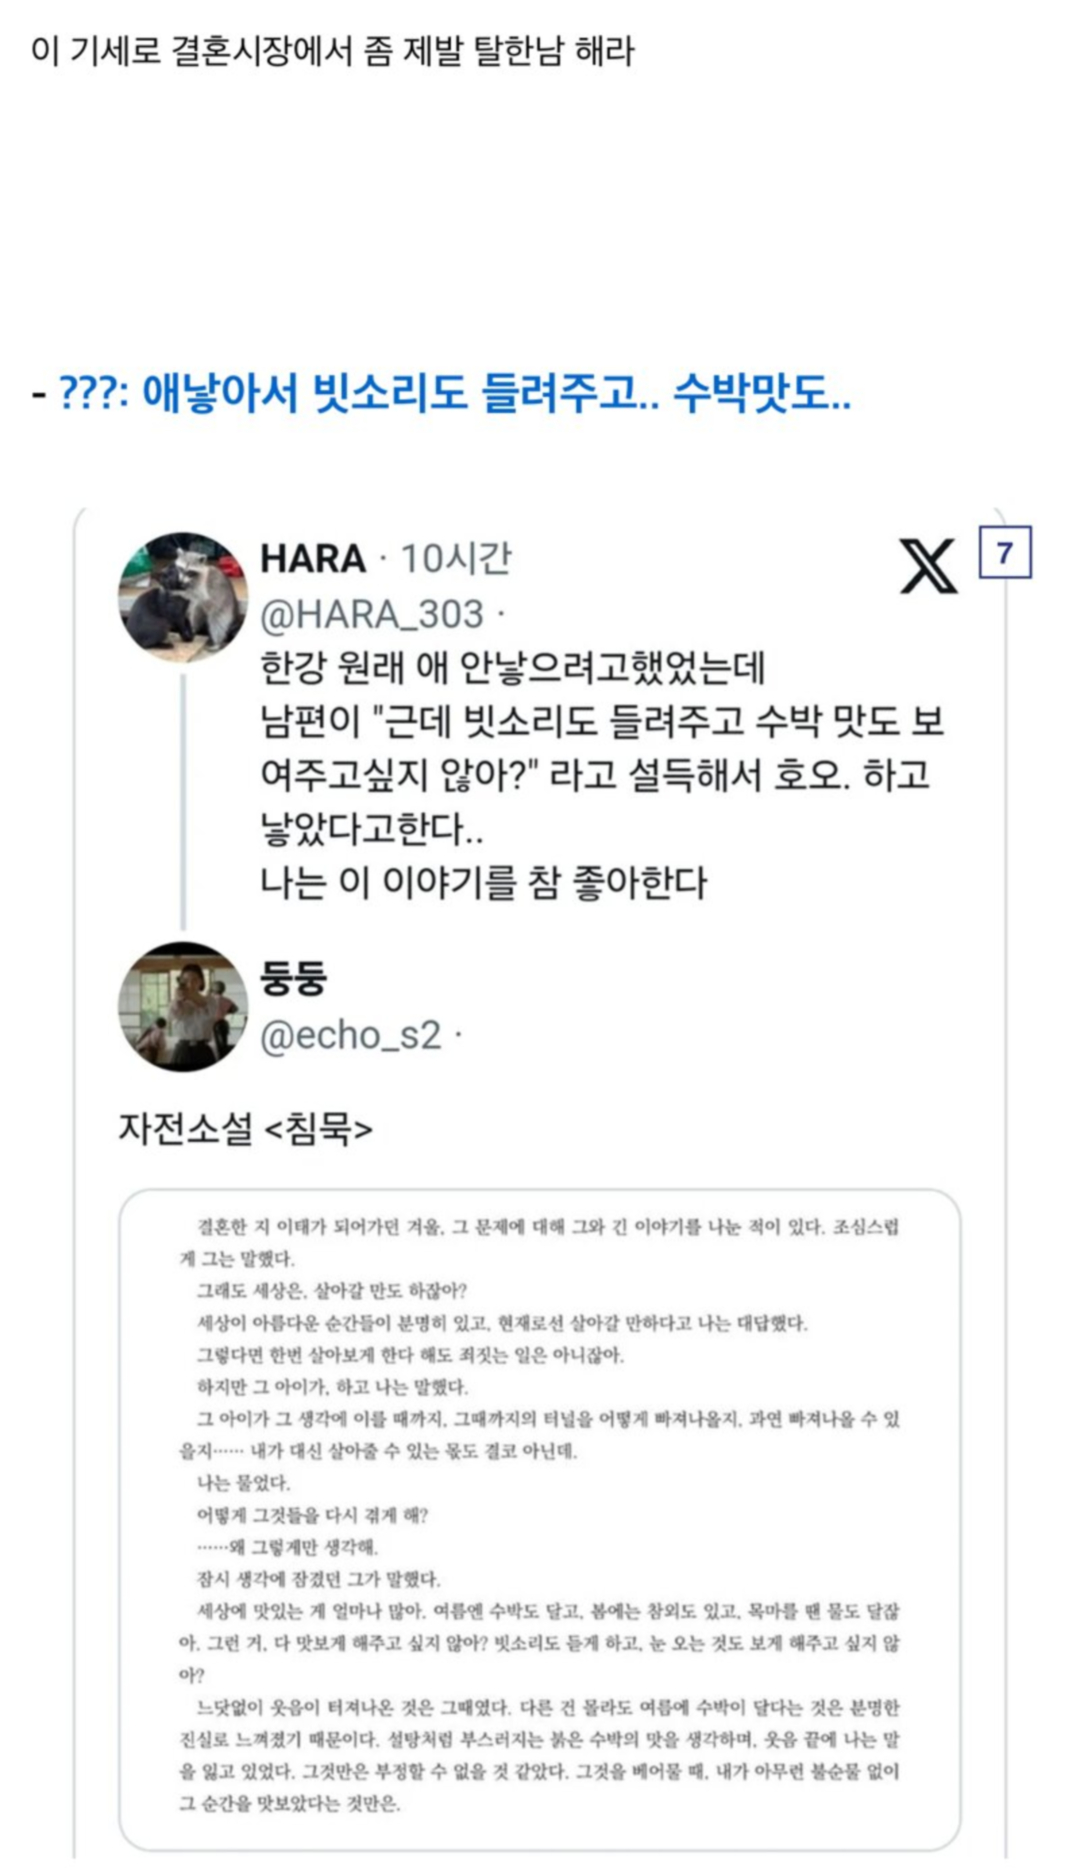 이 기세로 결혼시장에서 좀 제발 탈한남 해라
- ???: 애낳아서 빗소리도 들려주고.. 수박맛도..
HARA · 10시간
X
7
@HARA_303 ·
한강 원래 애 안낳으려고했었는데
남편이 "근데 빗소리도 들려주고 수박 맛도 보
여주고싶지 않아?" 라고 설득해서 호오. 하고
낳았다고한다..
나는 이 이야기를 참 좋아한다
둥둥
@echo_s2 ·
자전소설 <침묵>
결혼한 지 이태가 되어가던 겨울, 그 문제에 대해 그와 긴 이야기를 나눈 적이 있다. 조심스럽
게 그는 말했다.
그래도 세상은, 살아갈 만도 하잖아?
세상이 아름다운 순간들이 분명히 있고, 현재로선 살아갈 만하다고 나는 대답했다.
그렇다면 한번 살아보게 한다 해도 죄짓는 일은 아니잖아.
하지만 그 아이가, 하고 나는 말했다.
그 아이가 그 생각에 이를 때까지, 그때까지의 터널을 어떻게 빠져나올지, 과연 빠져나올 수 있
을지…… 내가 대신 살아줄 수 있는 몫도 결코 아닌데.
나는 물었다.
어떻게 그것들을 다시 겪게 해?
……왜 그렇게만 생각해.
잠시 생각에 잠겼던 그가 말했다.
세상에 맛있는 게 얼마나 많아. 여름엔 수박도 달고, 봄에는 참외도 있고, 목마를 땐 물도 달잖
아. 그런 거, 다 맛보게 해주고 싶지 않아? 빗소리도 듣게 하고, 눈 오는 것도 보게 해주고 싶지 않
아?
느닷없이 웃음이 터져나온 것은 그때였다. 다른 건 몰라도 여름에 수박이 달다는 것은 분명한
진실로 느껴졌기 때문이다. 설탕처럼 부스러지는 붉은 수박의 맛을 생각하며, 웃음 끝에 나는 말
을 잃고 있었다. 그것만은 부정할 수 없을 것 같았다. 그것을 베어물 때, 내가 아무런 불순물 없이
그 순간을 맛보았다는 것만은.